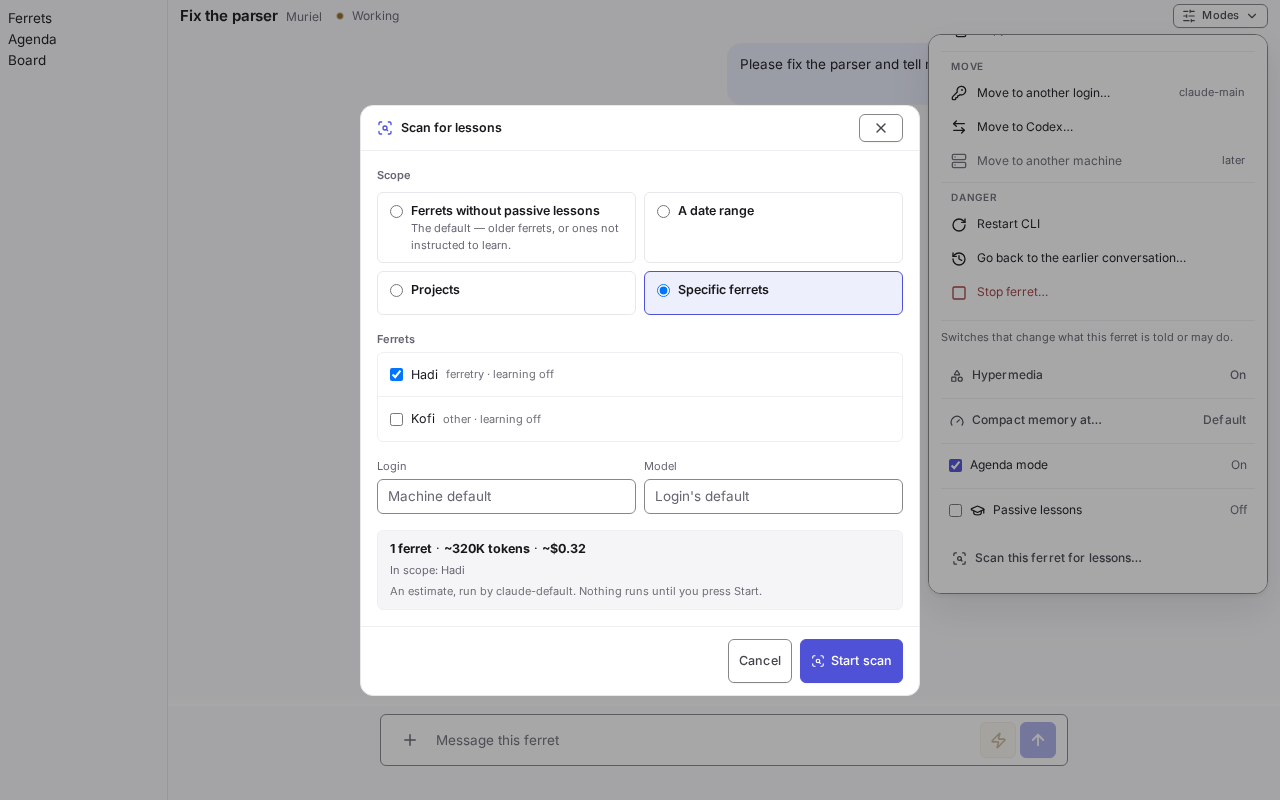 Ferrets
Agenda
Board
Fix the parser Muriel Working
Modes
Please fix the parser and tell
MOVE
Move to another login… claude-main
Move to Codex…
Move to another machine later
DANGER
Restart CLI
Go back to the earlier conversation…
Stop ferret…
Switches that change what this ferret is told or may do.
Hypermedia On
Compact memory at… Default
Agenda mode On
Passive lessons Off
Scan this ferret for lessons…
Scan for lessons
Scope
Ferrets without passive lessons
The default — older ferrets, or ones not
instructed to learn.
A date range
Projects
Specific ferrets
Ferrets
Hadi ferretry · learning off
Kofi other · learning off
Login
Machine default
Model
Login's default
1 ferret · ~320K tokens · ~$0.32
In scope: Hadi
An estimate, run by claude-default. Nothing runs until you press Start.
Cancel
Start scan
Message this ferret